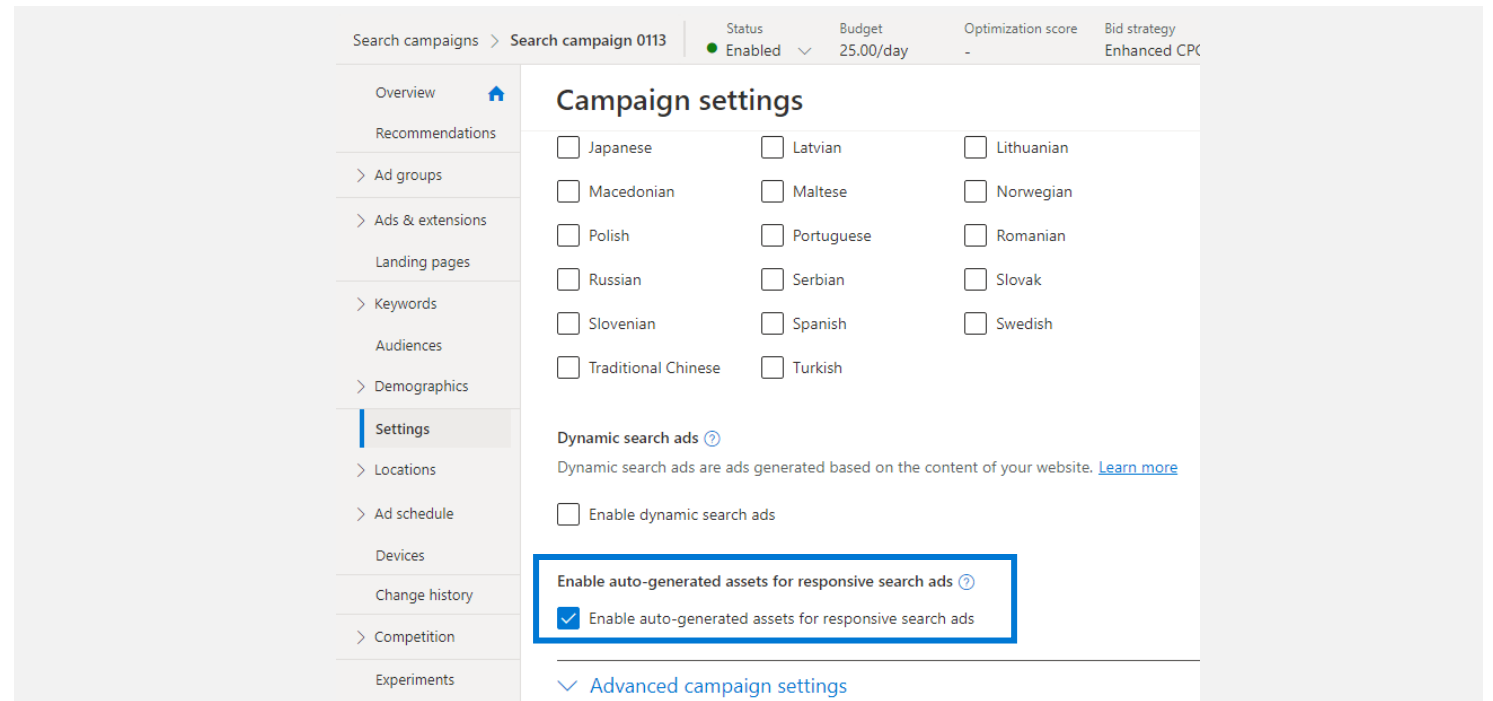 Search campaigns > Search campaign 0113
Status
Enabled
Budget
25.00/day
Optimization score
-
Bid strategy
Enhanced CPC
Overview
Recommendations
Ad groups
Ads & extensions
Landing pages
Keywords
Audiences
Demographics
Settings
Locations
Ad schedule
Devices
Change history
Competition
Experiments
Campaign settings
Japanese Latvian Lithuanian
Macedonian Maltese Norwegian
Polish Portuguese Romanian
Russian Serbian Slovak
Slovenian Spanish Swedish
Traditional Chinese Turkish
Dynamic search ads ?
Dynamic search ads are ads generated based on the content of your website. Learn more
Enable dynamic search ads
Enable auto-generated assets for responsive search ads ?
Enable auto-generated assets for responsive search ads
Advanced campaign settings